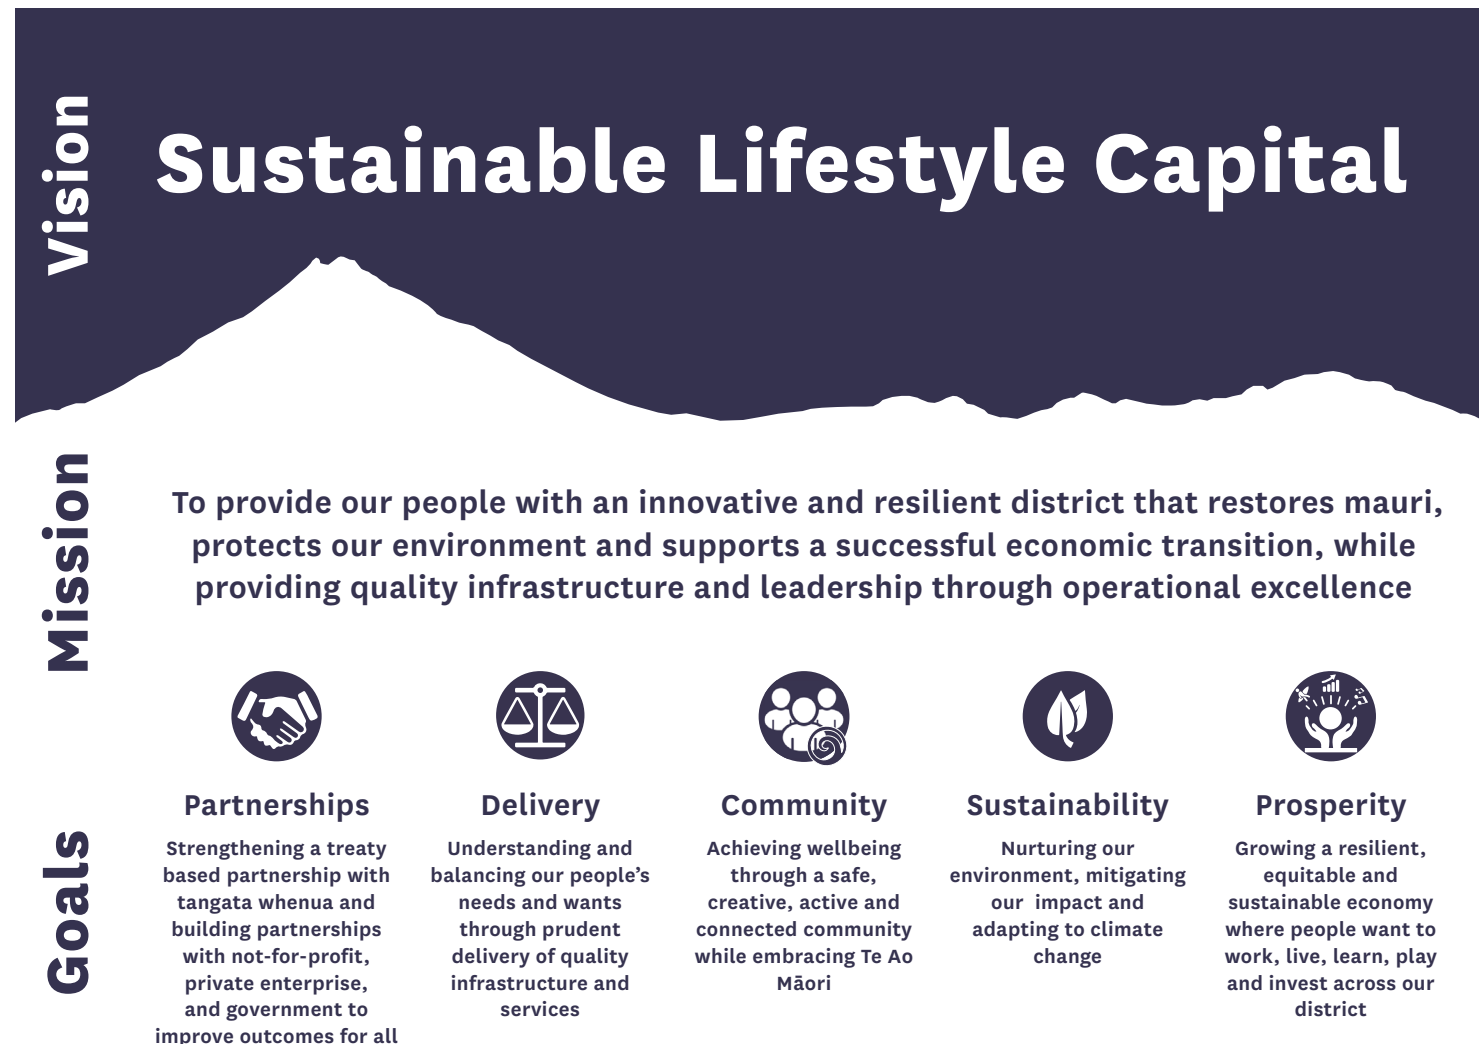 Vision
Sustainable Lifestyle Capital
Mission
To provide our people with an innovative and resilient district that restores mauri,
protects our environment and supports a successful economic transition, while
providing quality infrastructure and leadership through operational excellence
Goals
Partnerships
Strengthening a treaty
based partnership with
tangata whenua and
building partnerships
with not-for-profit,
private enterprise,
and government to
improve outcomes for all
Delivery
Understanding and
balancing our people’s
needs and wants
through prudent
delivery of quality
infrastructure and
services
Community
Achieving wellbeing
through a safe,
creative, active and
connected community
while embracing Te Ao
Māori
Sustainability
Nurturing our
environment, mitigating
our  impact and
adapting to climate
change
Prosperity
Growing a resilient,
equitable and
sustainable economy
where people want to
work, live, learn, play
and invest across our
district